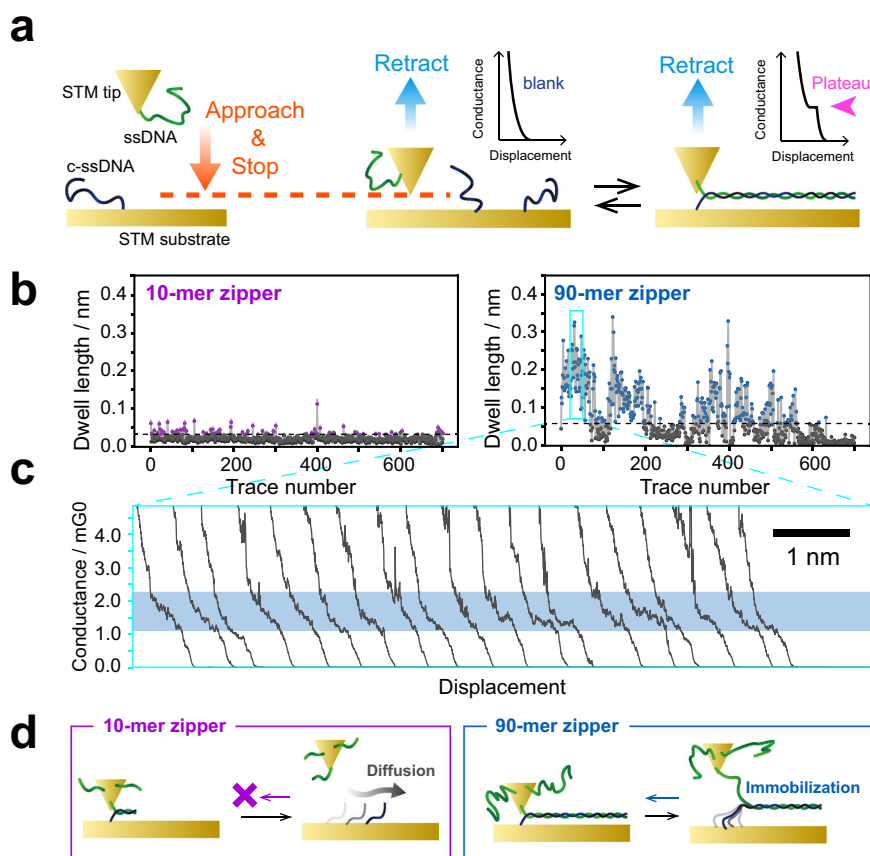 a
STM tip
ssDNA
c-ssDNA
Approach
&
Stop
STM substrate
Retract
Conductance
blank
Displacement
Retract
Conductance
Plateau
Displacement
b
Dwell length / nm
0.4
0.3
0.2
0.1
0.0
10-mer zipper
0 200 400 600
Trace number
Dwell length / nm
0.4
0.3
0.2
0.1
0.0
90-mer zipper
0 200 400 600
Trace number
c
Conductance / mG0
4.0
3.0
2.0
1.0
0.0
1 nm
Displacement
d
10-mer zipper
Diffusion
90-mer zipper
Immobilization